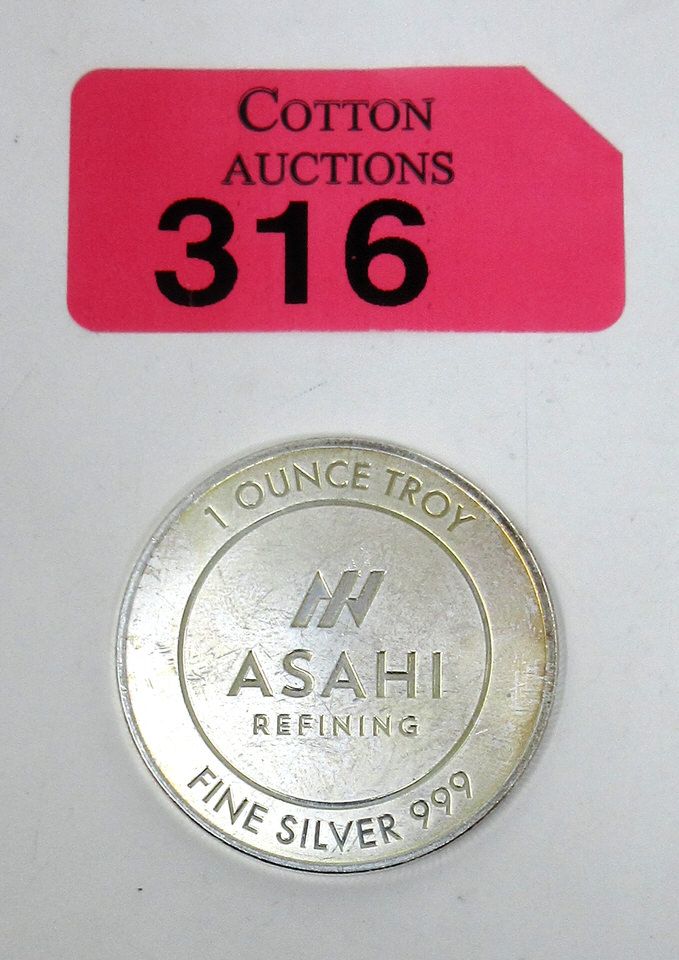 COTTON
AUCTIONS
316
1 OUNCE TROY
ASAHI
REFINING
FINE SILVER 999